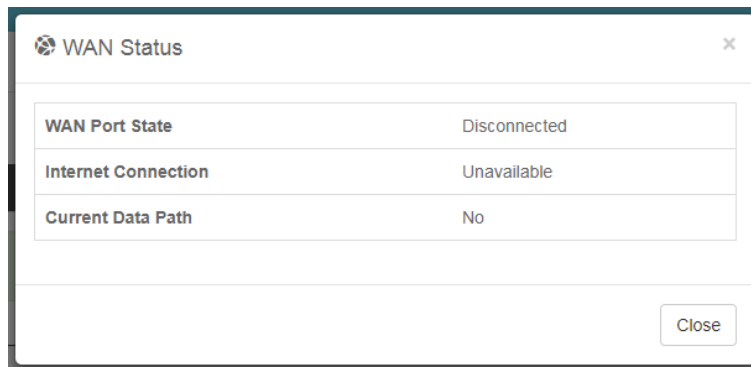 WAN Status ×
WAN Port State Disconnected
Internet Connection Unavailable
Current Data Path No
Close